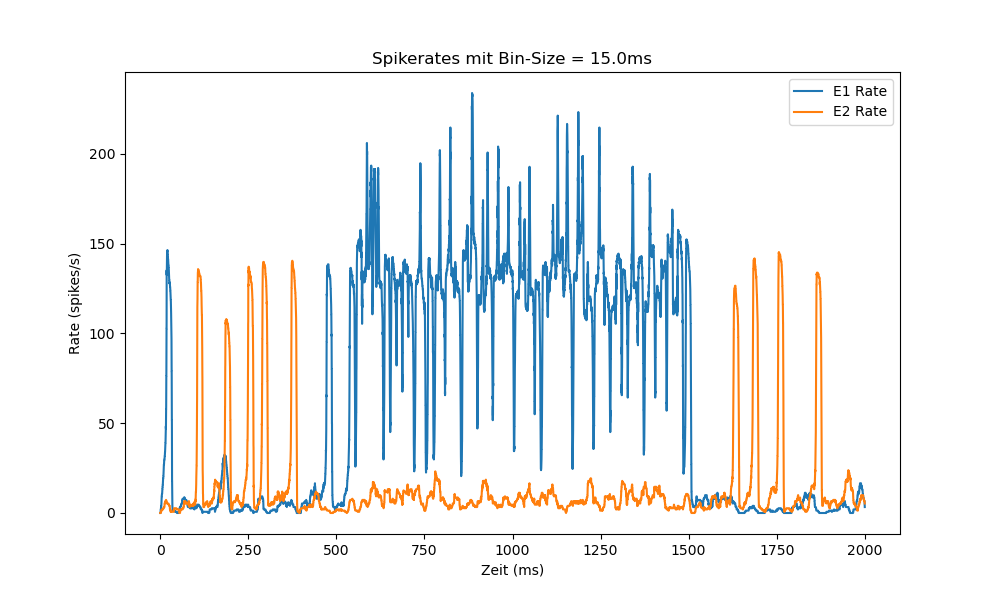 Spikerates mit Bin-Size = 15.0ms
E1 Rate
E2 Rate
Rate (spikes/s)
200
150
100
50
0
0 250 500 750 1000 1250 1500 1750 2000
Zeit (ms)